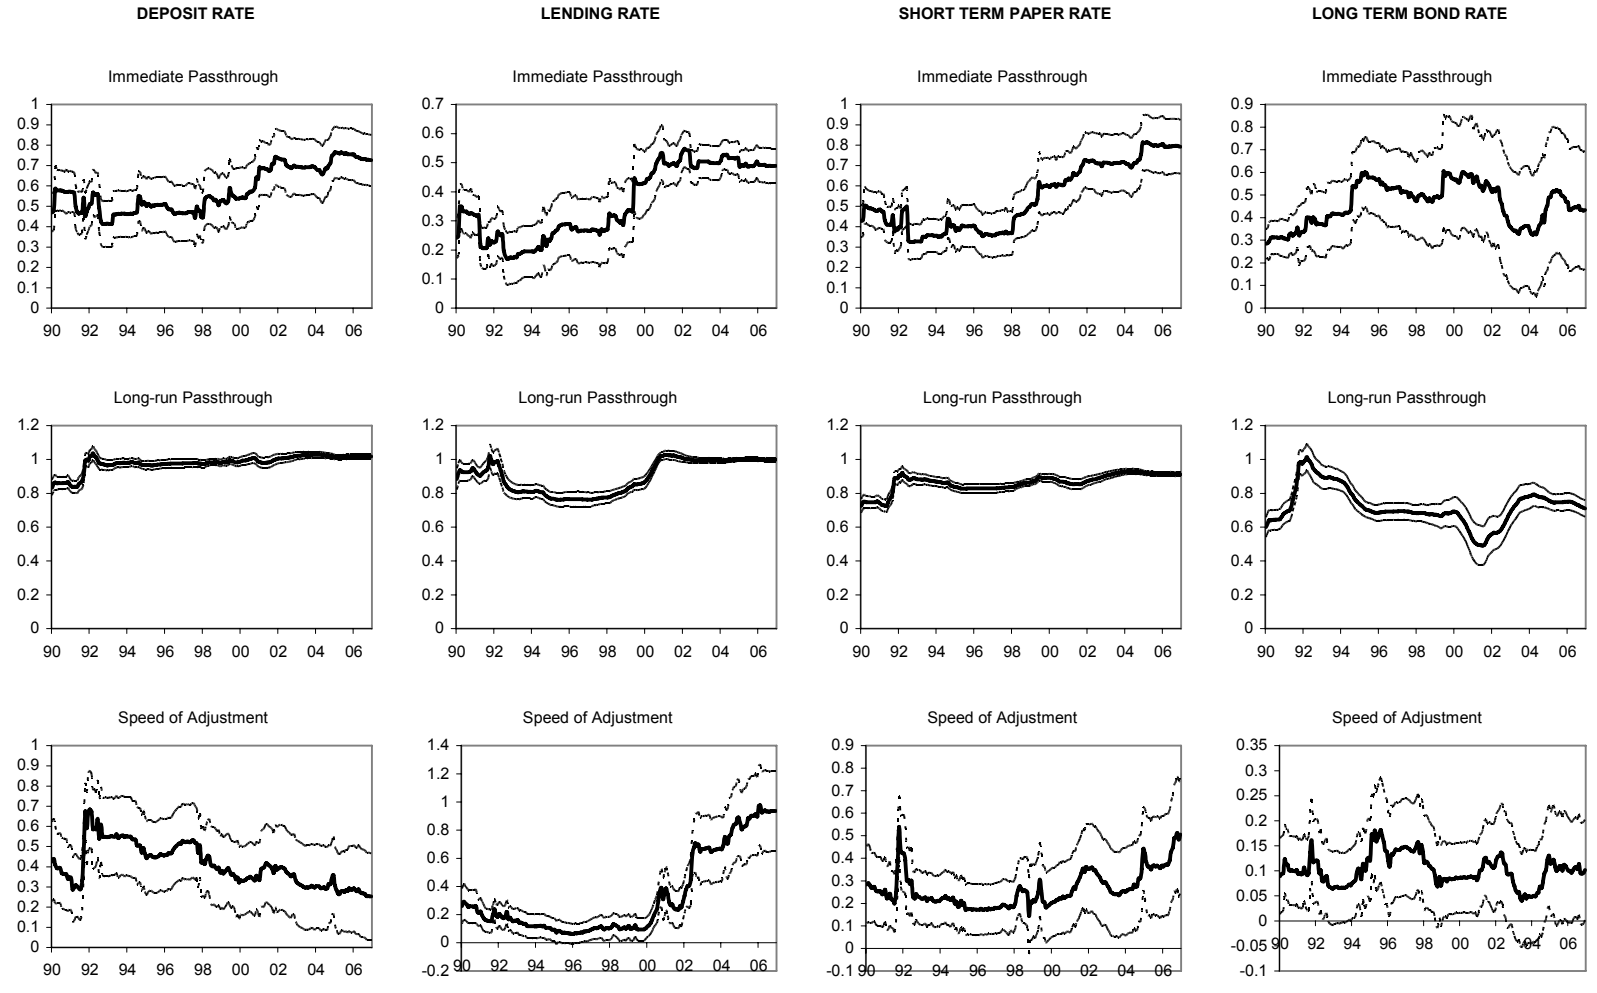 DEPOSIT RATE LENDING RATE SHORT TERM PAPER RATE LONG TERM BOND RATE
Immediate Passthrough Immediate Passthrough Immediate Passthrough Immediate Passthrough
1 0.7 1 0.9
0.9 0.6 0.9 0.8
0.8 0.5 0.8 0.7
0.7 0.4 0.7 0.6
0.6 0.3 0.6 0.5
0.5 0.2 0.5 0.4
0.4 0.1 0.4 0.3
0.3 0 0.3 0.2
0.2 0.2 0.1
0.1 0.1 0
0 0
90 92 94 96 98 00 02 04 06 90 92 94 96 98 00 02 04 06 90 92 94 96 98 00 02 04 06 90 92 94 96 98 00 02 04 06
Long-run Passthrough Long-run Passthrough Long-run Passthrough Long-run Passthrough
1.2 1.2 1.2 1.2
1 1 1 1
0.8 0.8 0.8 0.8
0.6 0.6 0.6 0.6
0.4 0.4 0.4 0.4
0.2 0.2 0.2 0.2
0 0 0 0
90 92 94 96 98 00 02 04 06 90 92 94 96 98 00 02 04 06 90 92 94 96 98 00 02 04 06 90 92 94 96 98 00 02 04 06
Speed of Adjustment Speed of Adjustment Speed of Adjustment Speed of Adjustment
1 1.4 0.9 0.35
0.9 1.2 0.8 0.3
0.8 1 0.7 0.25
0.7 0.8 0.6 0.2
0.6 0.6 0.5 0.15
0.5 0.4 0.4 0.1
0.4 0.2 0.3 0.05
0.3 0 0.2 0
0.2 -0.2 0.1 -0.05
0.1 0 -0.1
0 -0.1
90 92 94 96 98 00 02 04 06 90 92 94 96 98 00 02 04 06 90 92 94 96 98 00 02 04 06 90 92 94 96 98 00 02 04 06